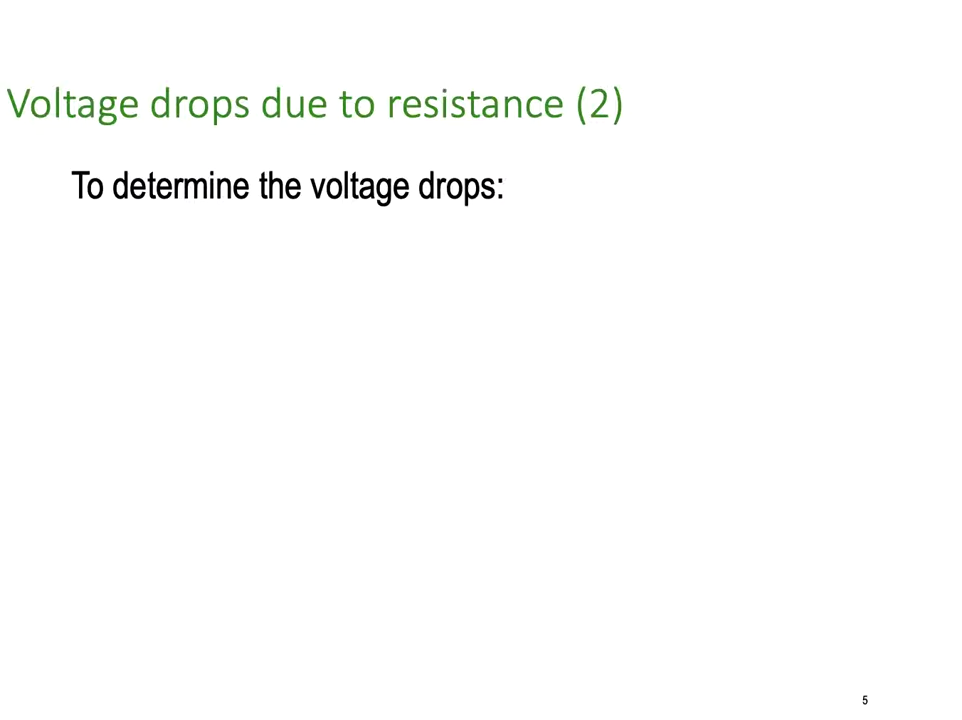 Voltage drops due to resistance (2)
To determine the voltage drops:
5